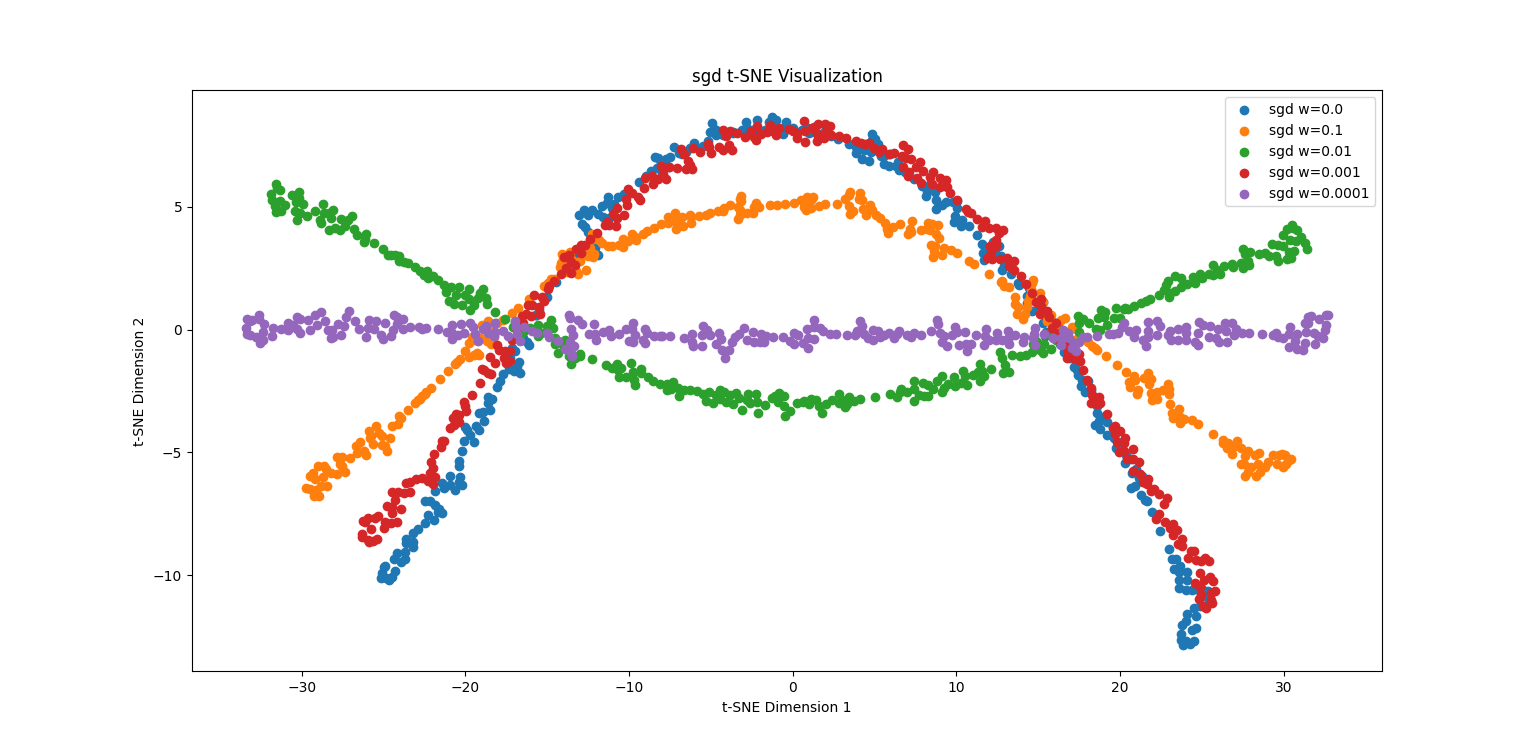 sgd t-SNE Visualization
sgd w=0.0
sgd w=0.1
sgd w=0.01
sgd w=0.001
sgd w=0.0001
t-SNE Dimension 2
5
0
−5
−10
−30
−20
−10
0
10
20
30
t-SNE Dimension 1